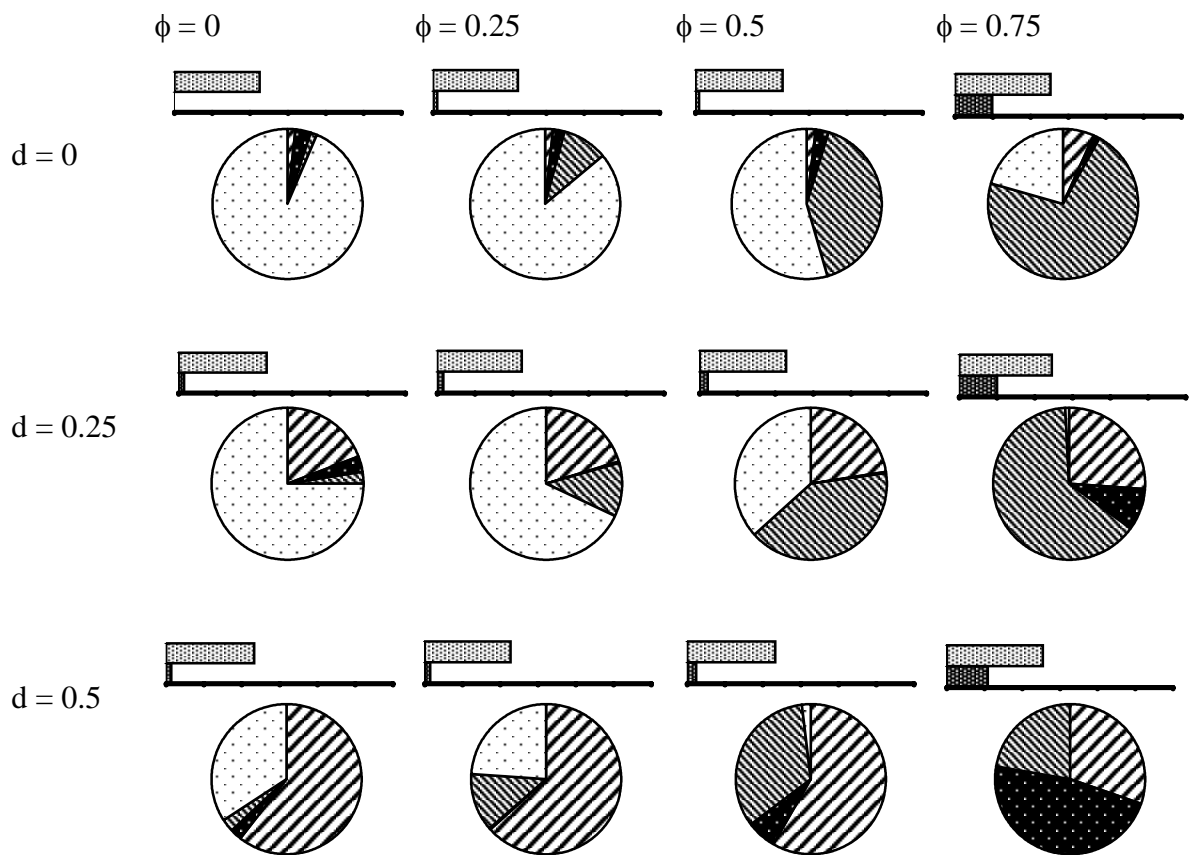 ϕ = 0 ϕ = 0.25 ϕ = 0.5 ϕ = 0.75
d = 0
d = 0.25
d = 0.5